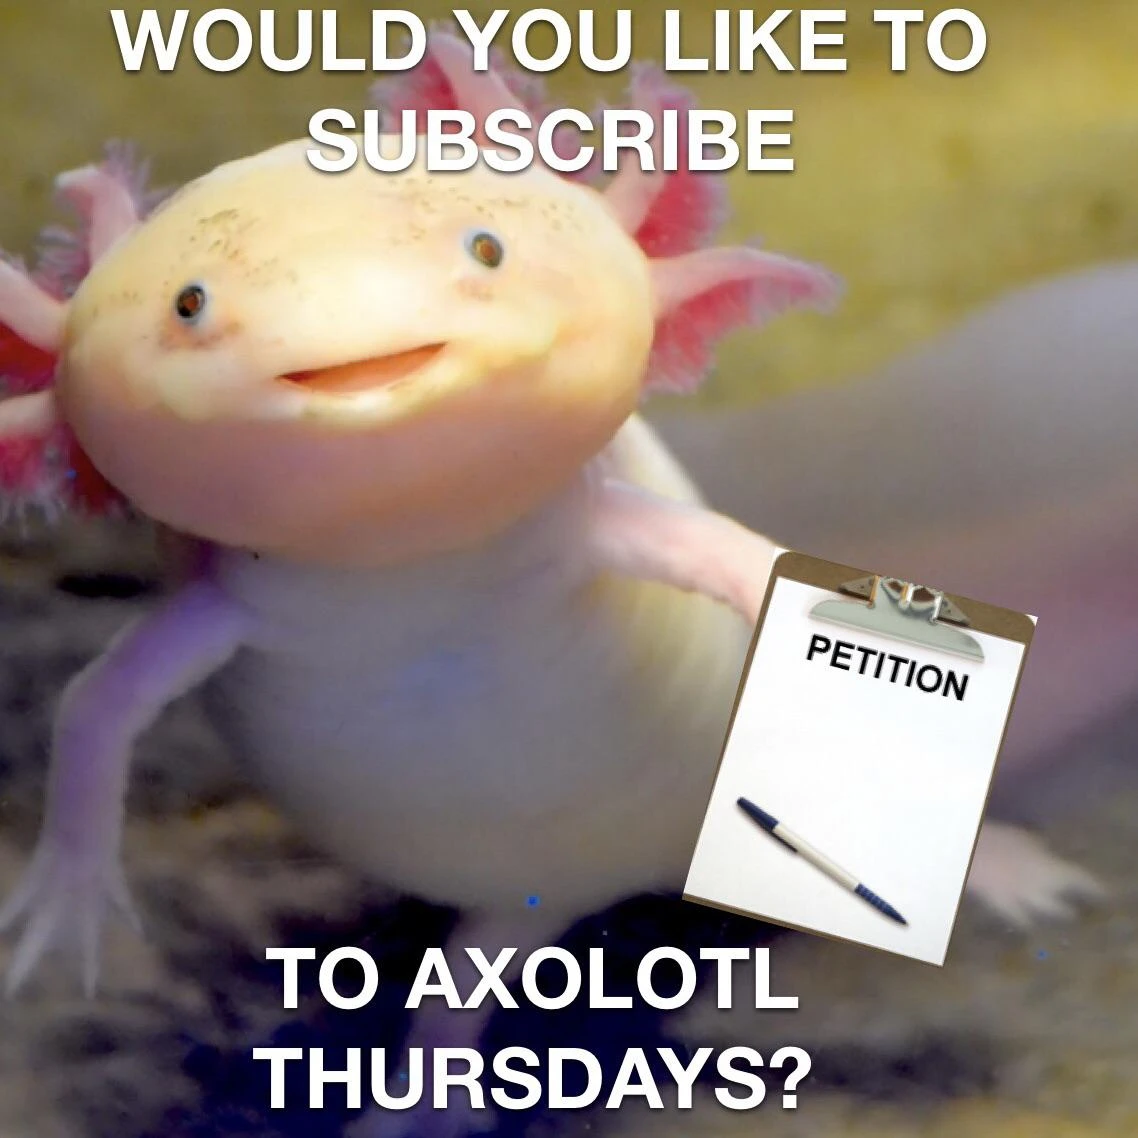 WOULD YOU LIKE TO
SUBSCRIBE
PETITION
TO AXOLOTL
THURSDAYS?